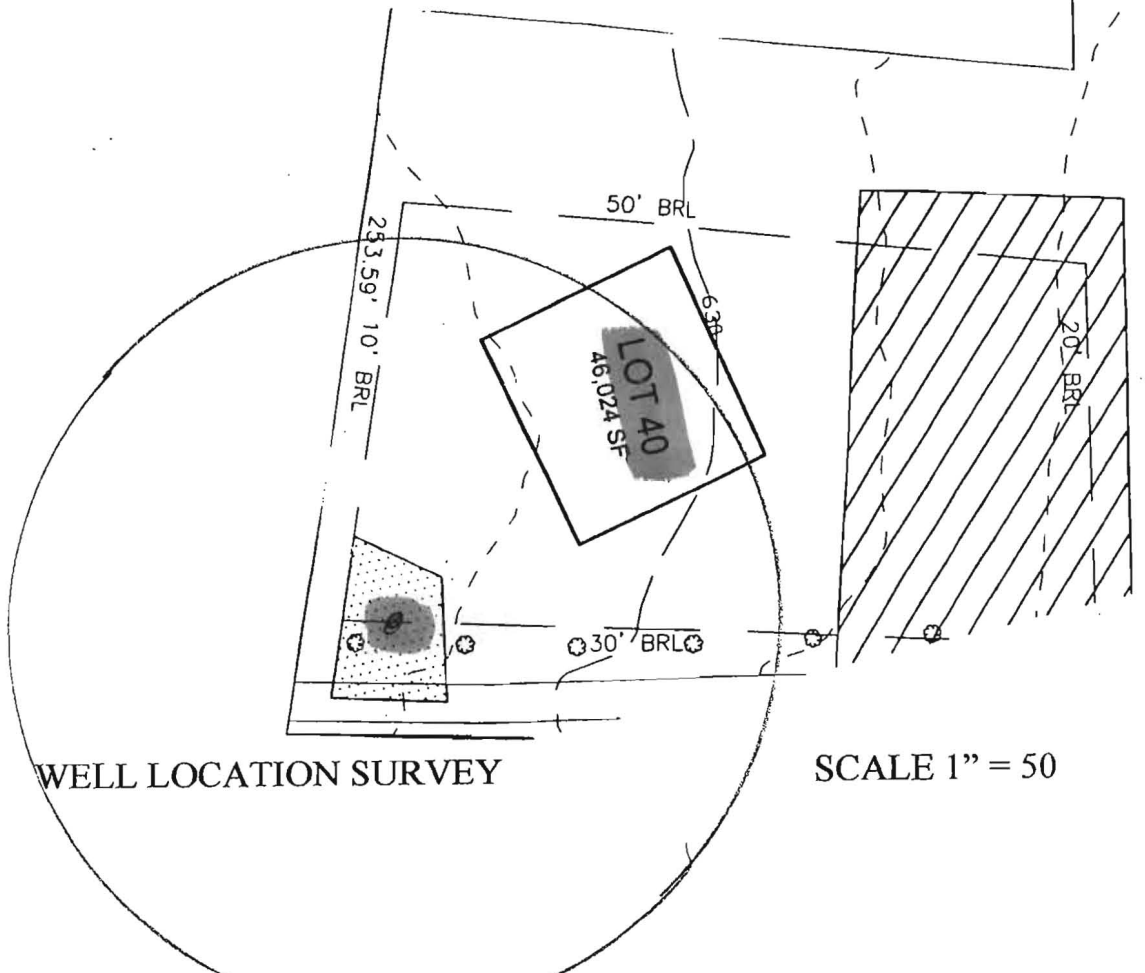 50' BRL
253.59' 10' BRL
630
LOT 40
46,024 SF
20' BRL
30' BRL
WELL LOCATION SURVEY
SCALE 1” = 50